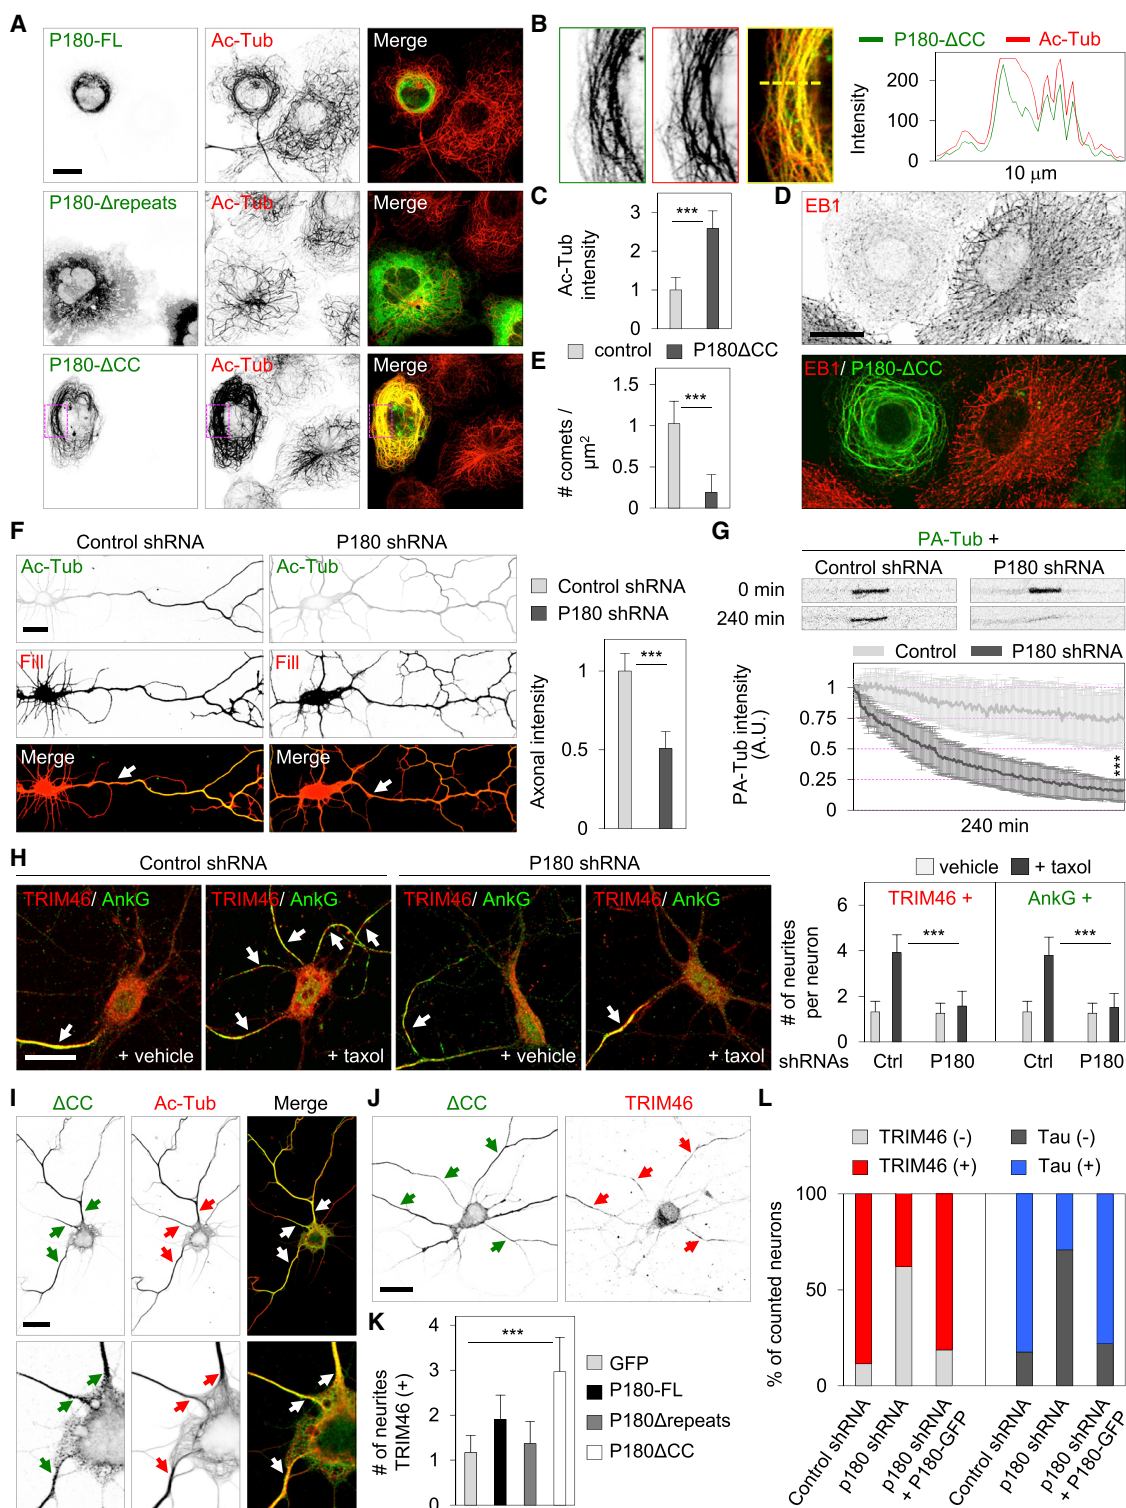 A
P180-FL
Ac-Tub
Merge
P180-Δrepeats
Ac-Tub
Merge
P180-ΔCC
Ac-Tub
Merge
B
P180-ΔCC
Ac-Tub
Intensity
200
100
0
10 µm
C
Ac-Tub
intensity
3
2
1
0
***
control
P180ΔCC
D
EB1
EB1/ P180-ΔCC
E
# comets /
µm²
1.5
1
0.5
0
***
F
Control shRNA
P180 shRNA
Ac-Tub
Ac-Tub
Fill
Fill
Merge
Merge
Control shRNA
P180 shRNA
Axonal intensity
1
0.5
0
***
G
PA-Tub +
Control shRNA
P180 shRNA
0 min
240 min
Control
P180 shRNA
PA-Tub intensity
(A.U.)
1
0.75
0.5
0.25
0
***
240 min
H
Control shRNA
P180 shRNA
TRIM46/ AnkG
TRIM46/ AnkG
TRIM46/ AnkG
TRIM46/ AnkG
+ vehicle
+ taxol
+ vehicle
+ taxol
vehicle
+ taxol
# of neurites
per neuron
6
4
2
0
TRIM46 +
AnkG +
***
***
shRNAs
Ctrl
P180
Ctrl
P180
I
ΔCC
Ac-Tub
Merge
J
ΔCC
TRIM46
K
# of neurites
TRIM46 (+)
4
3
2
1
0
***
GFP
P180-FL
P180Δrepeats
P180ΔCC
L
TRIM46 (-)
Tau (-)
TRIM46 (+)
Tau (+)
% of counted neurons
100
50
0
Control shRNA
p180 shRNA
p180 shRNA
+ P180-GFP
Control shRNA
p180 shRNA
p180 shRNA
+ P180-GFP